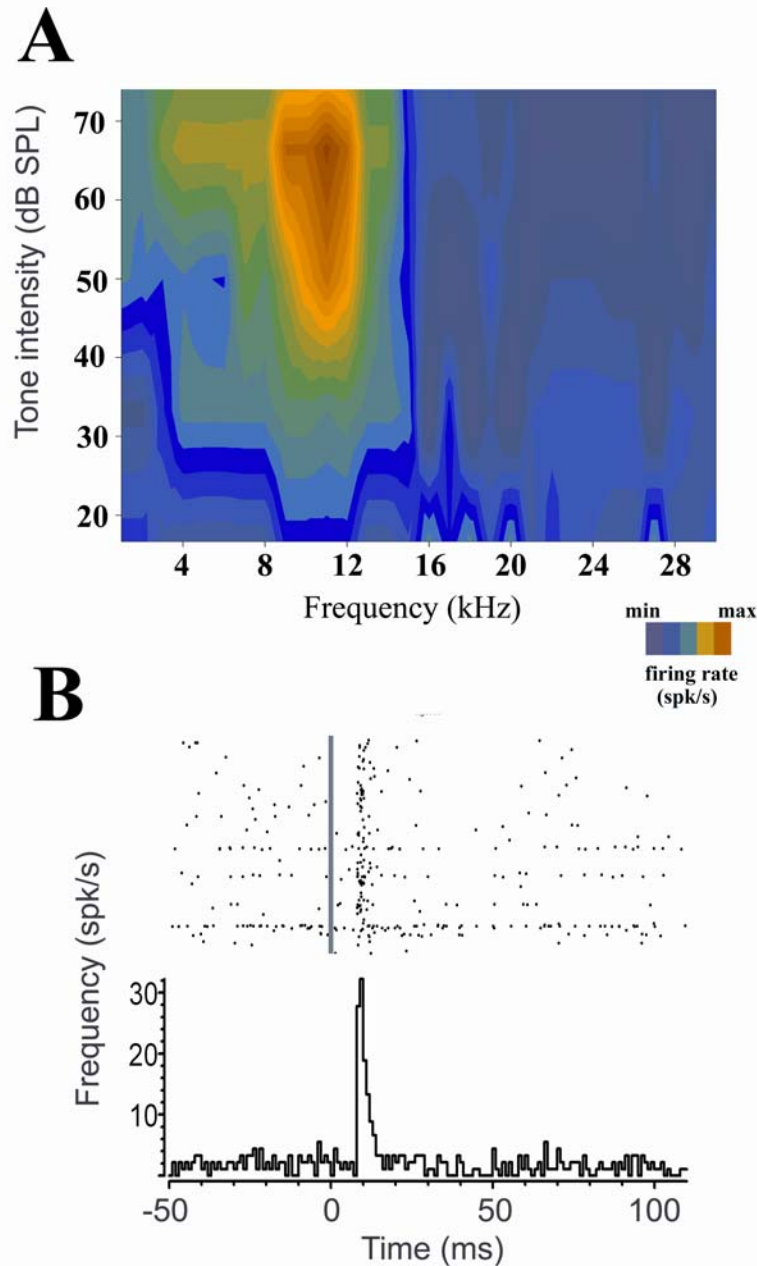 A
Tone intensity (dB SPL)
70
60
50
40
30
20
4 8 12 16 20 24 28
Frequency (kHz)
min max
firing rate
(spk/s)
B
Frequency (spk/s)
30
20
10
-50 0 50 100
Time (ms)